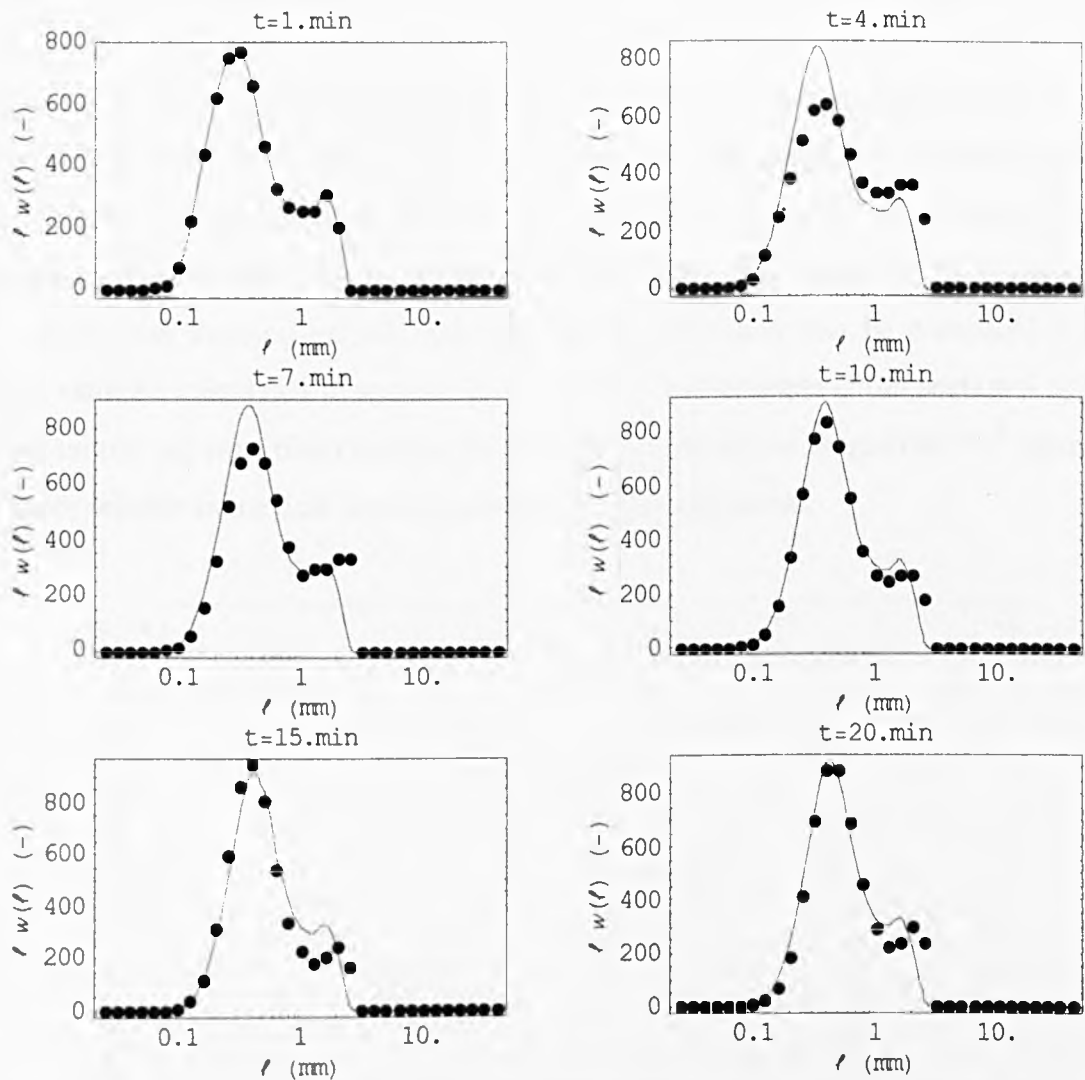 t=1.min
800
600
400
200
0
ℓ w(ℓ) (-)
0.1 1 10.
ℓ (mm)
t=4.min
800
600
400
200
0
ℓ w(ℓ) (-)
0.1 1 10.
ℓ (mm)
t=7.min
800
600
400
200
0
ℓ w(ℓ) (-)
0.1 1 10.
ℓ (mm)
t=10.min
800
600
400
200
0
ℓ w(ℓ) (-)
0.1 1 10.
ℓ (mm)
t=15.min
800
600
400
200
0
ℓ w(ℓ) (-)
0.1 1 10.
ℓ (mm)
t=20.min
800
600
400
200
0
ℓ w(ℓ) (-)
0.1 1 10.
ℓ (mm)